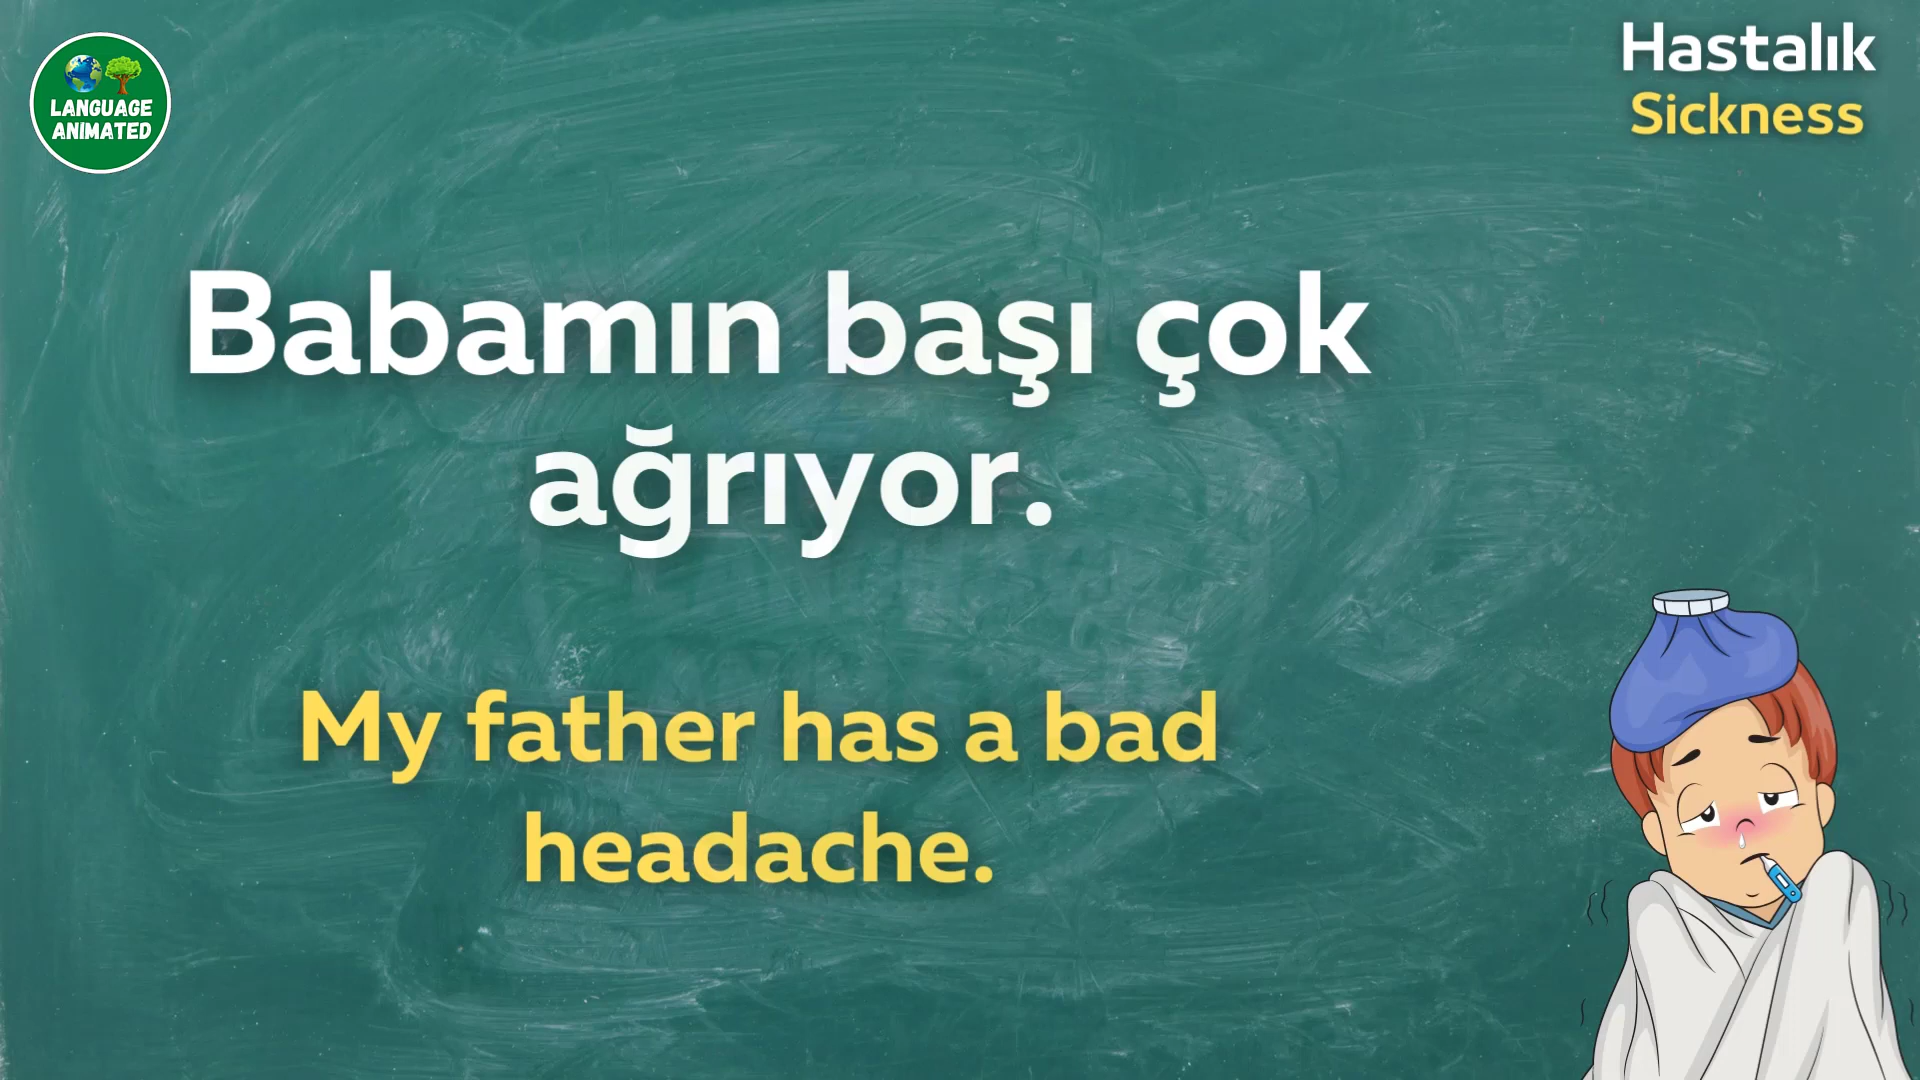 LANGUAGE
ANIMATED
Hastalık
Sickness
Babamın başı çok
ağrıyor.
My father has a bad
headache.